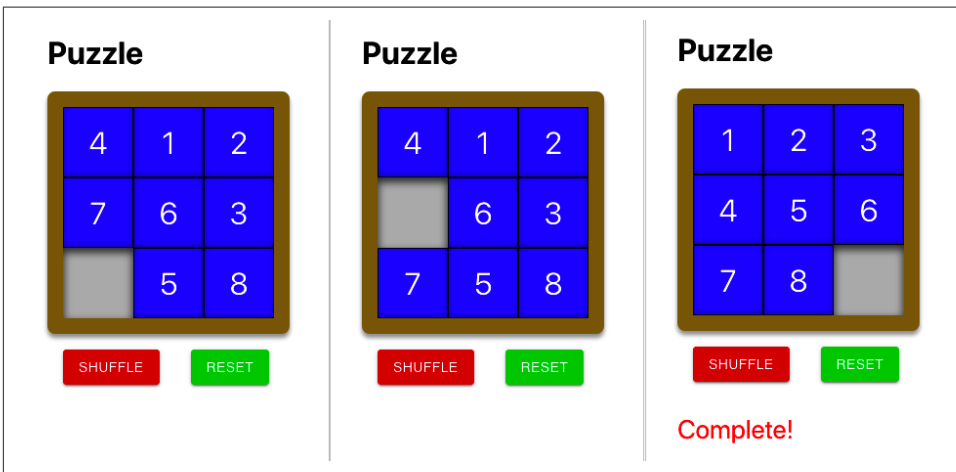 Puzzle
4 1 2
7 6 3
5 8
SHUFFLE RESET
Puzzle
4 1 2
6 3
7 5 8
SHUFFLE RESET
Puzzle
1 2 3
4 5 6
7 8
SHUFFLE RESET
Complete!